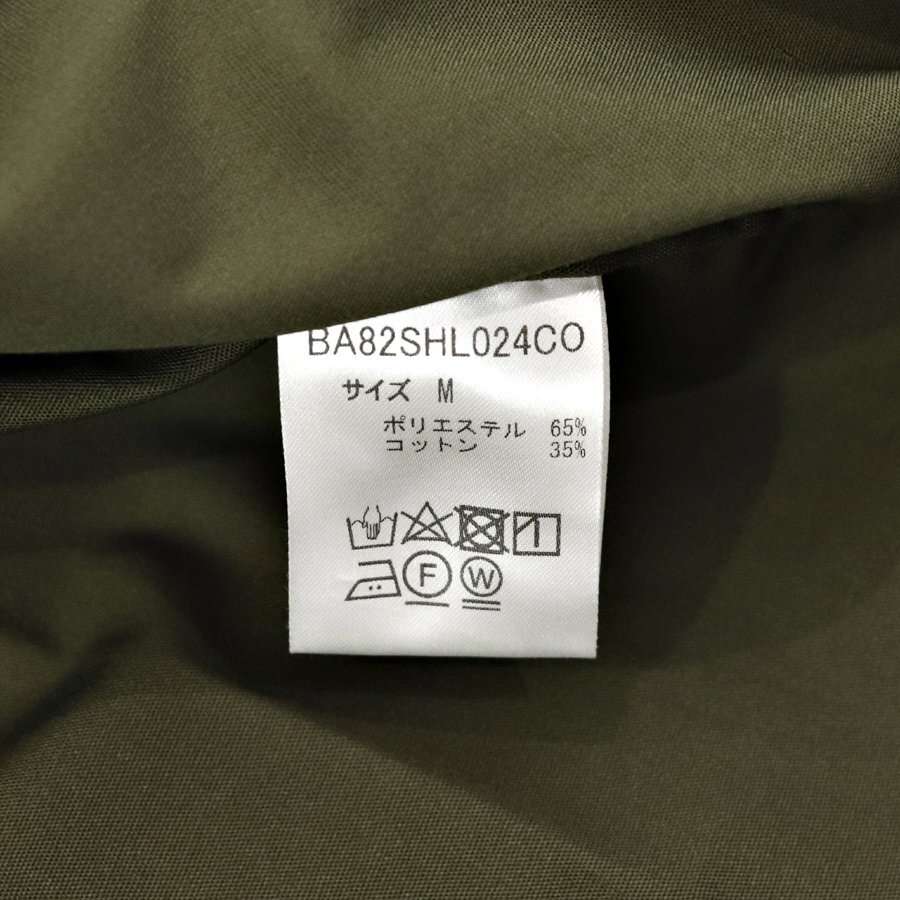 BA82SHL024CO
サイズ M
ポリエステル 65%
コットン 35%
F W